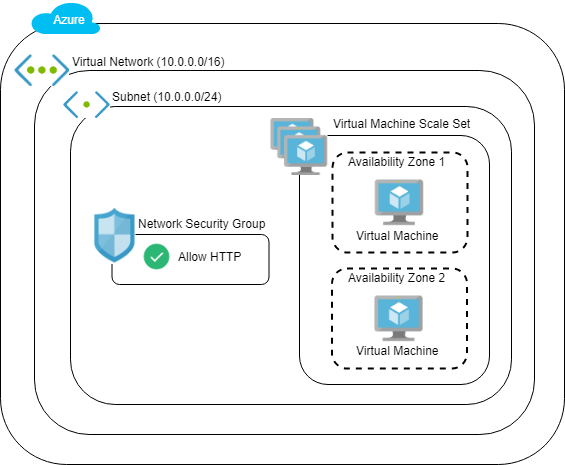 Azure
Virtual Network (10.0.0.0/16)
Subnet (10.0.0.0/24)
Virtual Machine Scale Set
Availability Zone 1
Virtual Machine
Network Security Group
Allow HTTP
Availability Zone 2
Virtual Machine